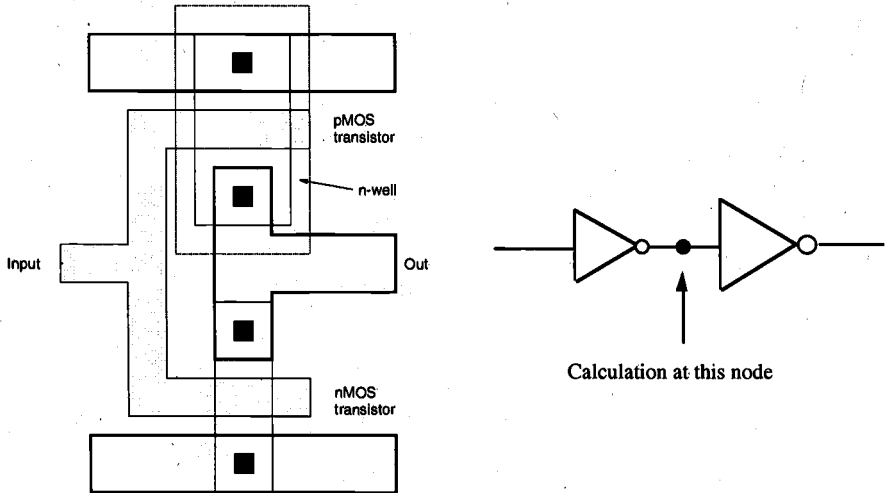 pMOS
transistor
n-well
Input
Out
nMOS
transistor
Calculation at this node